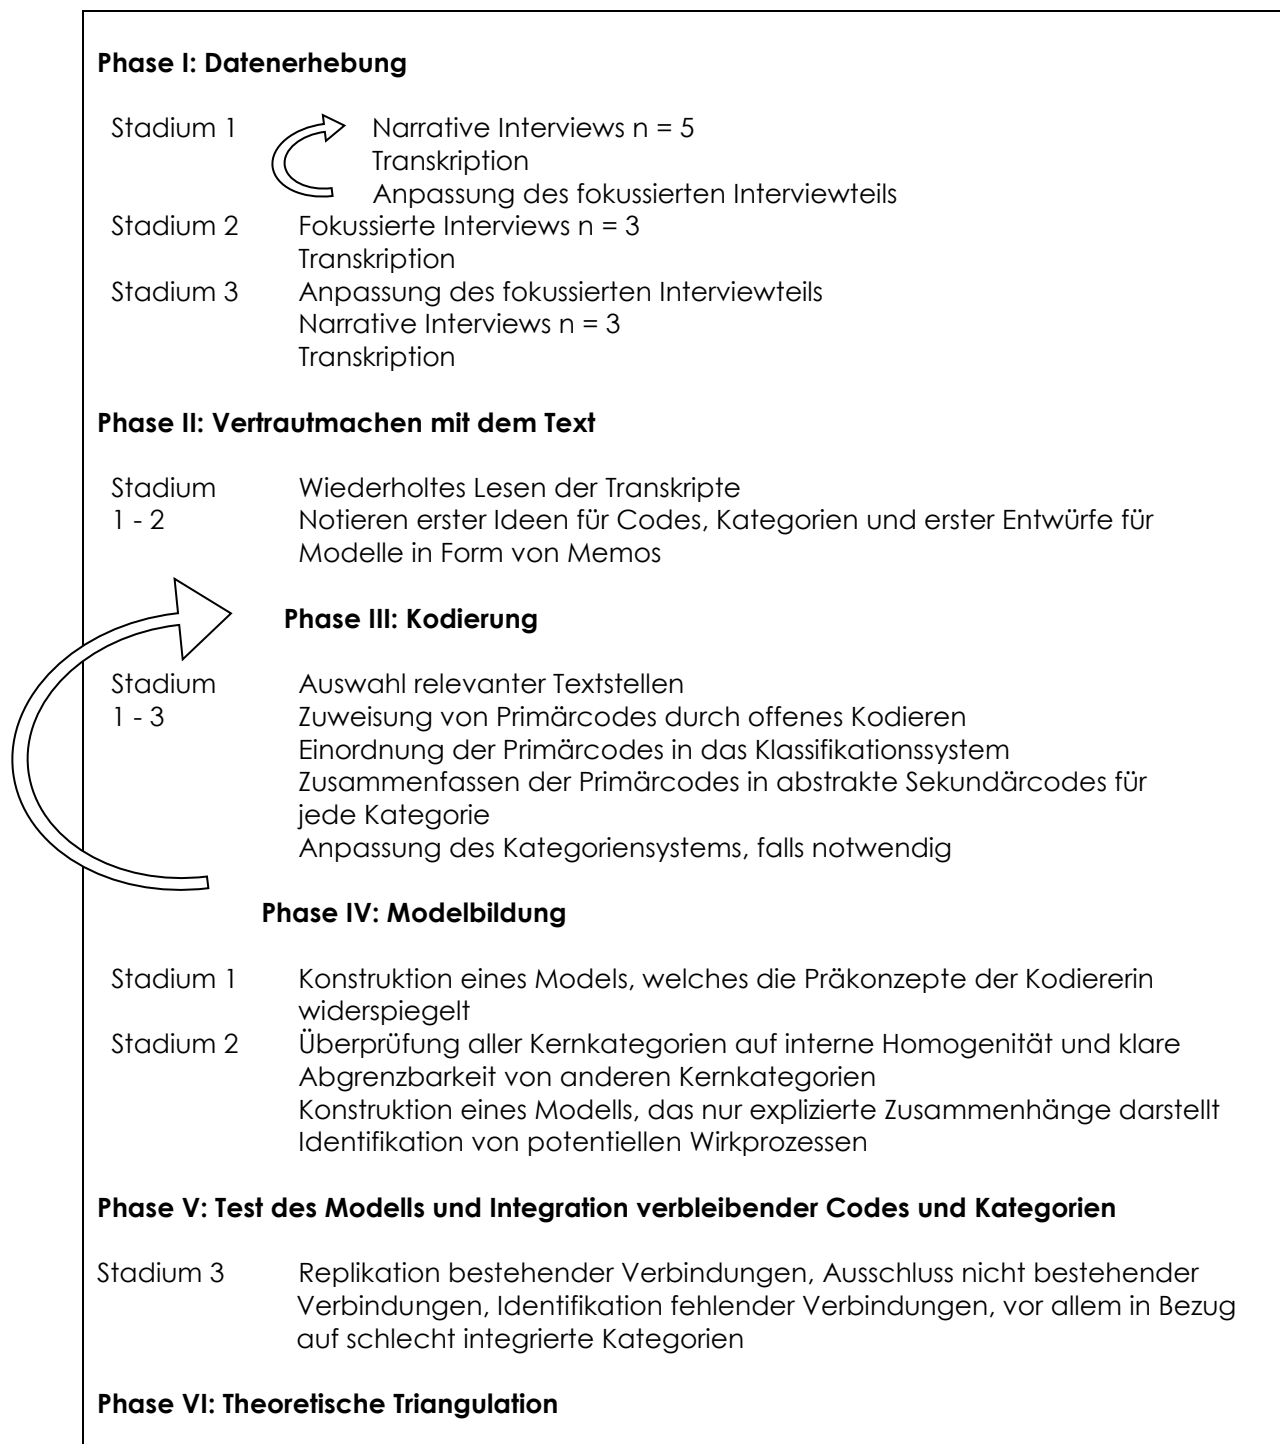 Phase I: Datenerhebung
Stadium 1 Narrative Interviews n = 5
Transkription
Anpassung des fokussierten Interviewteils
Stadium 2 Fokussierte Interviews n = 3
Transkription
Stadium 3 Anpassung des fokussierten Interviewteils
Narrative Interviews n = 3
Transkription
Phase II: Vertrautmachen mit dem Text
Stadium Wiederholtes Lesen der Transkripte
1 - 2 Notieren erster Ideen für Codes, Kategorien und erster Entwürfe für
Modelle in Form von Memos
Phase III: Kodierung
Stadium Auswahl relevanter Textstellen
1 - 3 Zuweisung von Primärcodes durch offenes Kodieren
Einordnung der Primärcodes in das Klassifikationssystem
Zusammenfassen der Primärcodes in abstrakte Sekundärcodes für
jede Kategorie
Anpassung des Kategoriensystems, falls notwendig
Phase IV: Modelbildung
Stadium 1 Konstruktion eines Models, welches die Präkonzepte der Kodiererin
widerspiegelt
Stadium 2 Überprüfung aller Kernkategorien auf interne Homogenität und klare
Abgrenzbarkeit von anderen Kernkategorien
Konstruktion eines Modells, das nur explizierte Zusammenhänge darstellt
Identifikation von potentiellen Wirkprozessen
Phase V: Test des Modells und Integration verbleibender Codes und Kategorien
Stadium 3 Replikation bestehender Verbindungen, Ausschluss nicht bestehender
Verbindungen, Identifikation fehlender Verbindungen, vor allem in Bezug
auf schlecht integrierte Kategorien
Phase VI: Theoretische Triangulation